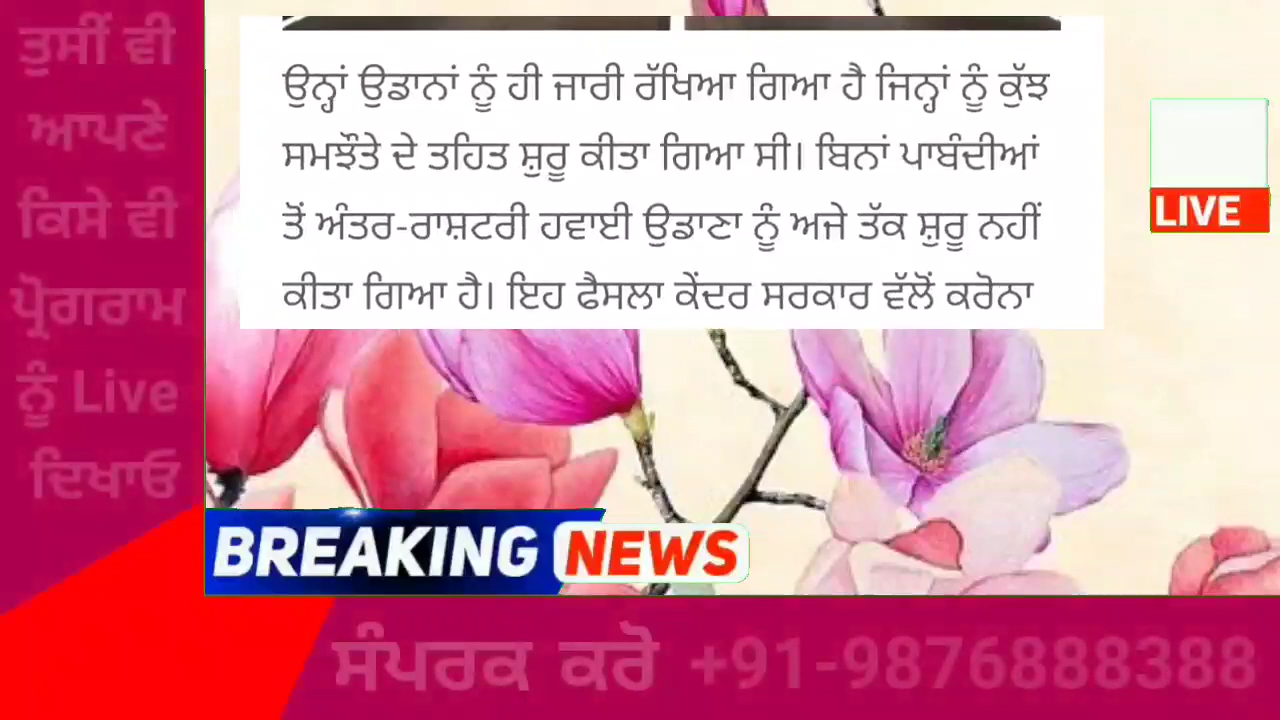 ਤੁਸੀਂ ਵੀ
ਆਪਣੇ
ਕਿਸੇ ਵੀ
ਪ੍ਰੋਗਰਾਮ
ਨੂੰ Live
ਦਿਖਾਓ
ਉਨ੍ਹਾਂ ਉਡਾਨਾਂ ਨੂੰ ਹੀ ਜਾਰੀ ਰੱਖਿਆ ਗਿਆ ਹੈ ਜਿਨ੍ਹਾਂ ਨੂੰ ਕੁੱਝ
ਸਮਝੌਤੇ ਦੇ ਤਹਿਤ ਸ਼ੁਰੂ ਕੀਤਾ ਗਿਆ ਸੀ। ਬਿਨਾਂ ਪਾਬੰਦੀਆਂ
ਤੋਂ ਅੰਤਰ-ਰਾਸ਼ਟਰੀ ਹਵਾਈ ਉਡਾਣਾ ਨੂੰ ਅਜੇ ਤੱਕ ਸ਼ੁਰੂ ਨਹੀਂ
ਕੀਤਾ ਗਿਆ ਹੈ। ਇਹ ਫੈਸਲਾ ਕੇਂਦਰ ਸਰਕਾਰ ਵੱਲੋਂ ਕਰੋਨਾ
LIVE
BREAKING NEWS
ਸੰਪਰਕ ਕਰੋ +91-9876888388